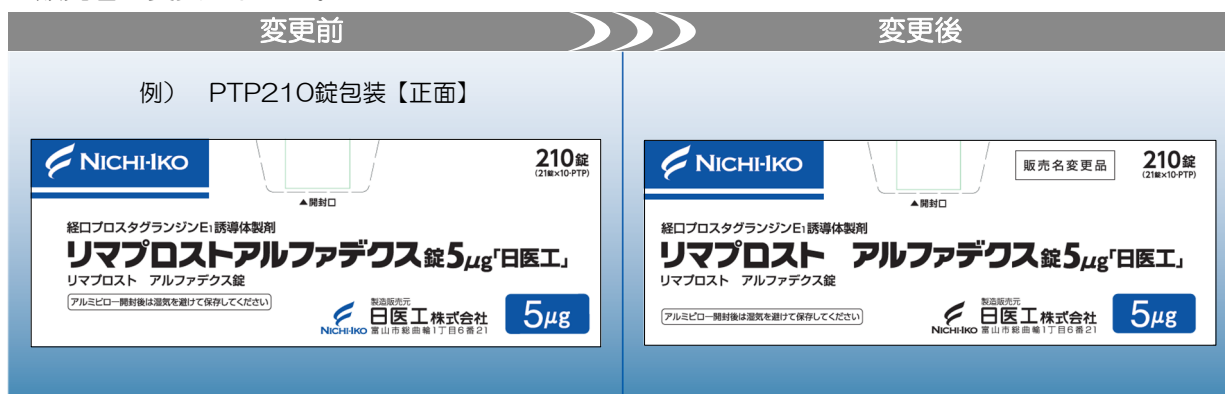 変更前
変更後
例） PTP210錠包装【正面】
NICHI-IKO
210錠
(21錠×10・PTP)
▲開封口
経口プロスタグランジンE1誘導体製剤
リマプロストアルファデクス錠5μg「日医工」
リマプロスト アルファデクス錠
アルミピロー開封後は湿気を避けて保存してください
NICHI-IKO
製造販売元
日医工株式会社
富山市総曲輪1丁目6番21
5μg
NICHI-IKO
販売名変更品
210錠
(21錠×10・PTP)
▲開封口
経口プロスタグランジンE1誘導体製剤
リマプロスト アルファデクス錠5μg「日医工」
リマプロスト アルファデクス錠
アルミピロー開封後は湿気を避けて保存してください
NICHI-IKO
製造販売元
日医工株式会社
富山市総曲輪1丁目6番21
5μg